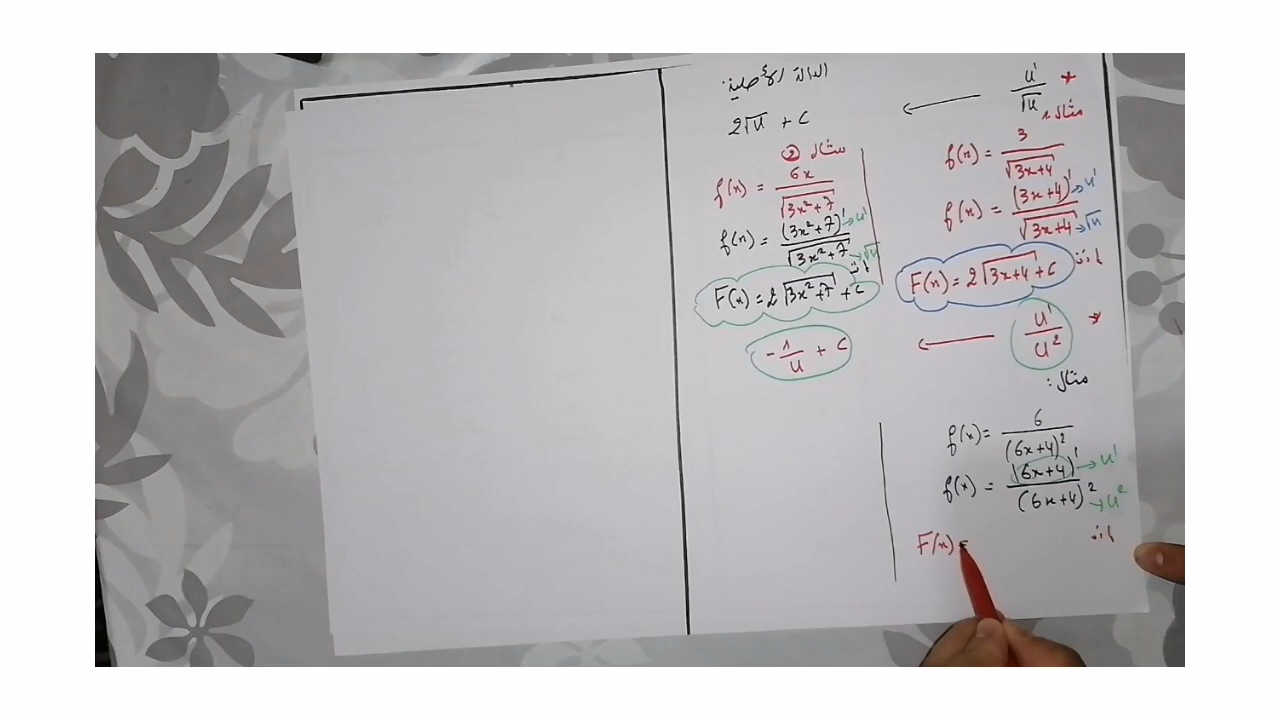 الدالة الأصلية:
* u'/√u ←
2√u + c
مثال 1
f(x) = 3/√3x+4
f(x) = (3x+4)'/√3x+4 → u' → √u
إذن
F(x) = 2√3x+4 + c
مثال 2
f(x) = 6x/√3x²+7
f(x) = (3x²+7)'/√3x²+7 → u' → √u
إذن
F(x) = 2√3x²+7 + c
* u'/u² ←
-1/u + c
مثال:
f(x) = 6/(6x+4)²
f(x) = (6x+4)'/(6x+4)² → u' → u²
إذن
F(x) =